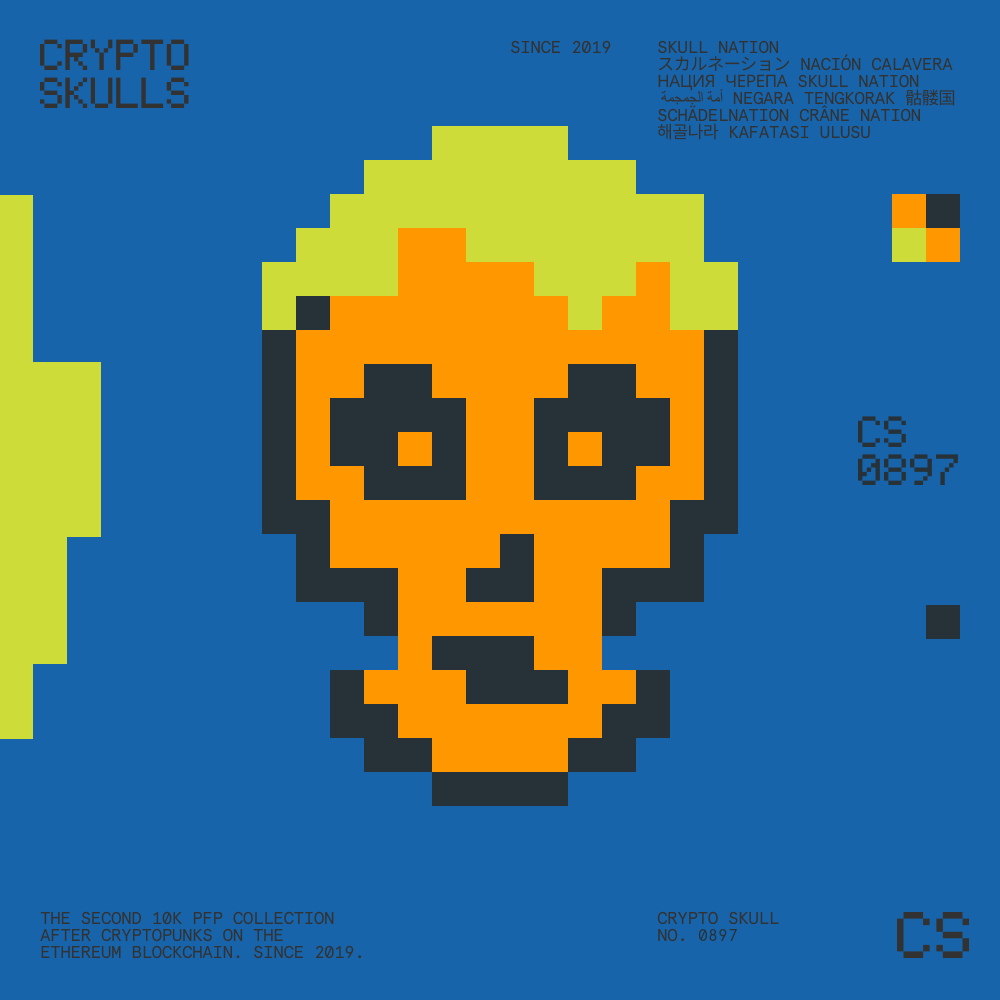 CRYPTO
SKULLS
SINCE 2019
SKULL NATION
スカルネーション NACIÓN CALAVERA
НАЦИЯ ЧЕРЕПА SKULL NATION
أمة الجمجمة NEGARA TENGKORAK 骷髅国
SCHÄDELNATION CRÂNE NATION
해골나라 KAFATASI ULUSU
CS
0897
THE SECOND 10K PFP COLLECTION
AFTER CRYPTOPUNKS ON THE
ETHEREUM BLOCKCHAIN. SINCE 2019.
CRYPTO SKULL
NO. 0897
CS